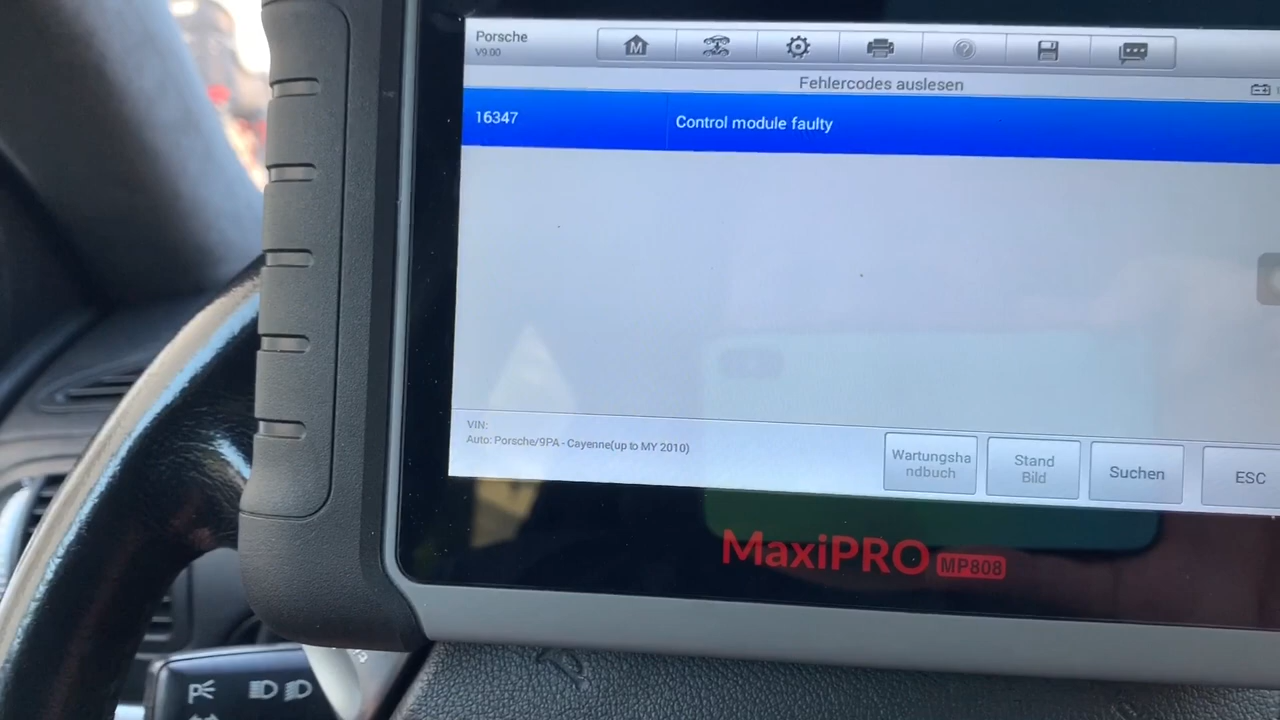 Porsche
V9.00
M
Fehlercodes auslesen
16347 Control module faulty
VIN:
Auto: Porsche/9PA - Cayenne(up to MY 2010)
Wartungsha
ndbuch
Stand
Bild
Suchen
ESC
MaxiPRO MP808